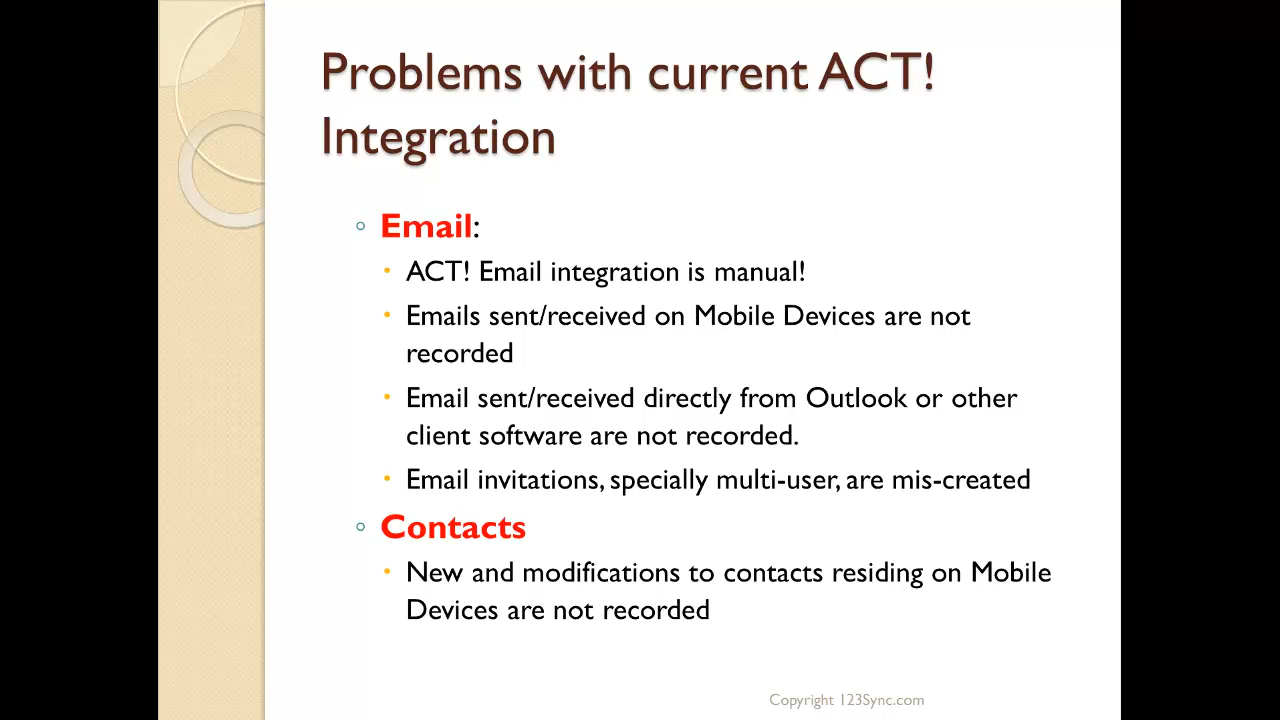 Problems with current ACT!
Integration
Email:
ACT! Email integration is manual!
Emails sent/received on Mobile Devices are not
recorded
Email sent/received directly from Outlook or other
client software are not recorded.
Email invitations, specially multi-user, are mis-created
Contacts
New and modifications to contacts residing on Mobile
Devices are not recorded
Copyright 123Sync.com